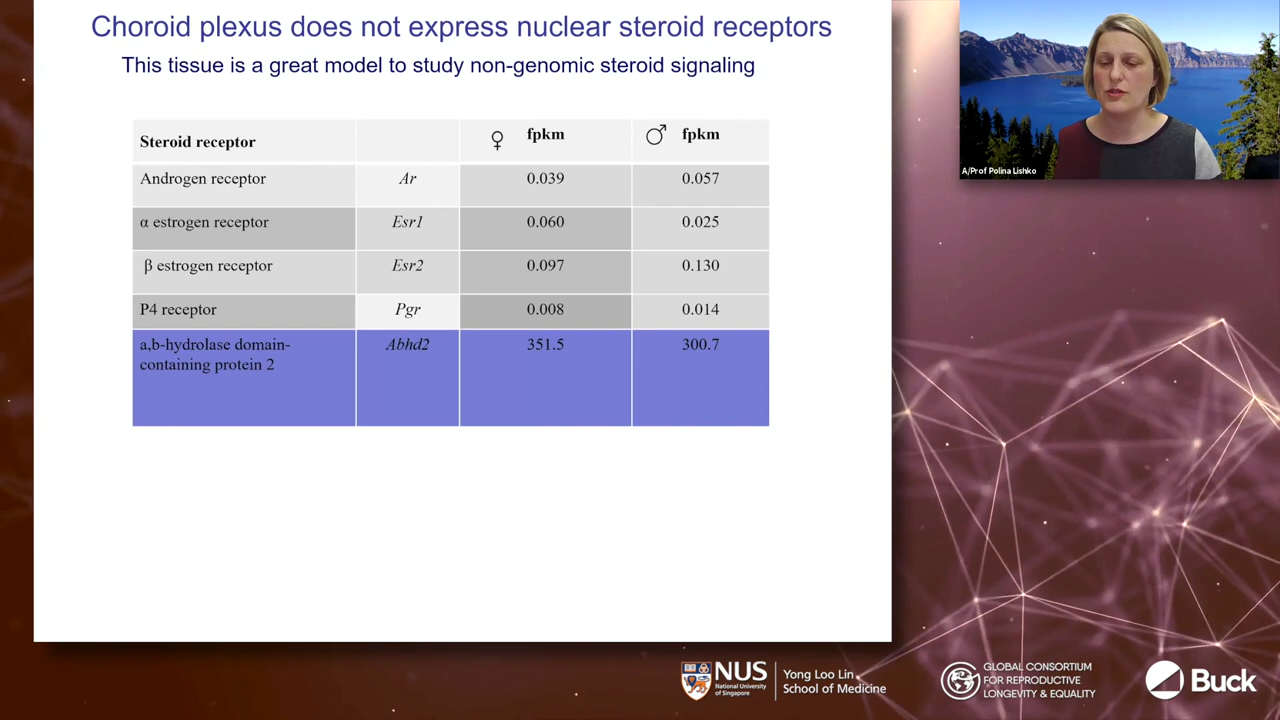 Choroid plexus does not express nuclear steroid receptors
This tissue is a great model to study non-genomic steroid signaling
Steroid receptor ♀ fpkm ♂ fpkm
Androgen receptor Ar 0.039 0.057
α estrogen receptor Esr1 0.060 0.025
β estrogen receptor Esr2 0.097 0.130
P4 receptor Pgr 0.008 0.014
a,b-hydrolase domain- Abhd2 351.5 300.7
containing protein 2
A/Prof Polina Lishko
NUS
National University
of Singapore
Yong Loo Lin
School of Medicine
GLOBAL CONSORTIUM
FOR REPRODUCTIVE
LONGEVITY & EQUALITY
Buck